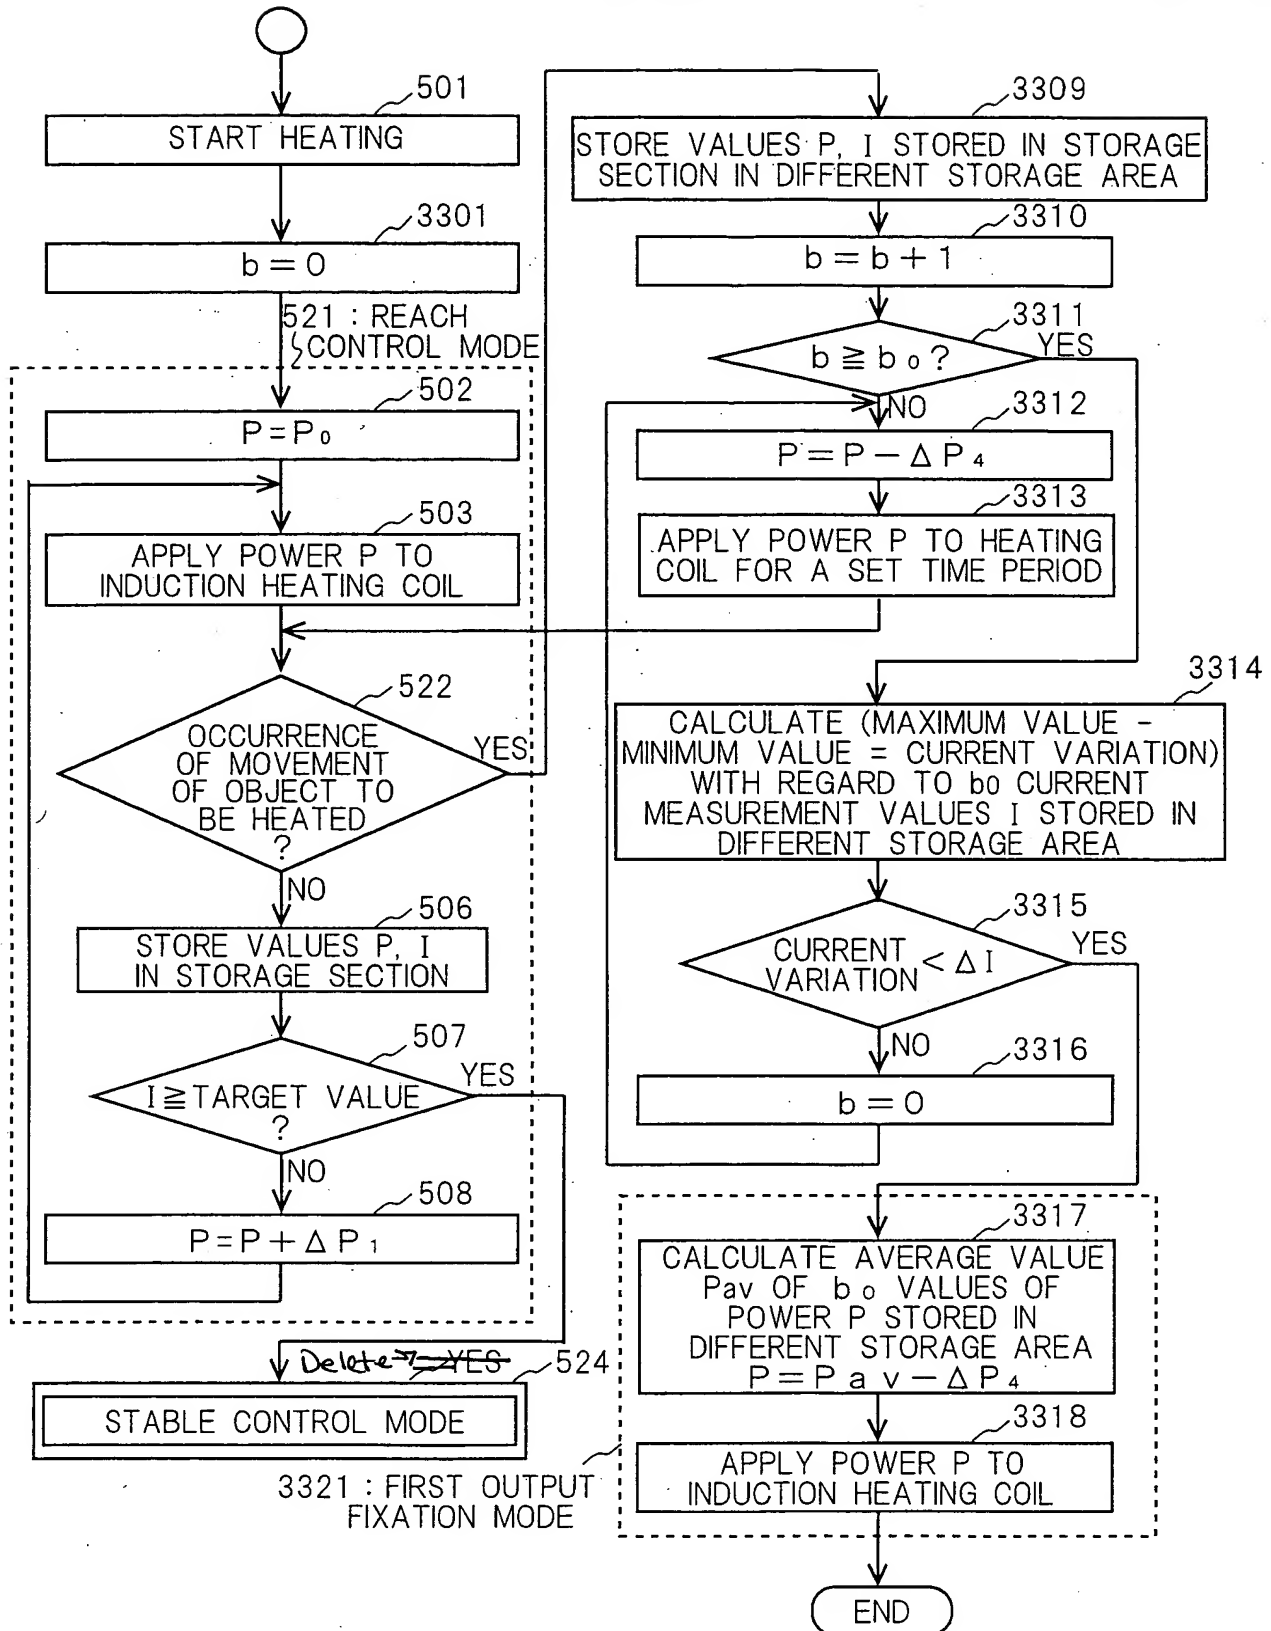 501
START HEATING
3301
b = 0
521 : REACH
CONTROL MODE
502
P = P₀
503
APPLY POWER P TO
INDUCTION HEATING COIL
522
OCCURRENCE
OF MOVEMENT
OF OBJECT TO
BE HEATED
?
YES
NO
506
STORE VALUES P, I
IN STORAGE SECTION
507
I ≧ TARGET VALUE
?
YES
NO
508
P = P + Δ P₁
Delete → YES
524
STABLE CONTROL MODE
3309
STORE VALUES P, I STORED IN STORAGE
SECTION IN DIFFERENT STORAGE AREA
3310
b = b + 1
3311
b ≧ b₀ ?
YES
NO
3312
P = P − Δ P₄
3313
APPLY POWER P TO HEATING
COIL FOR A SET TIME PERIOD
3314
CALCULATE (MAXIMUM VALUE -
MINIMUM VALUE = CURRENT VARIATION)
WITH REGARD TO b0 CURRENT
MEASUREMENT VALUES I STORED IN
DIFFERENT STORAGE AREA
3315
CURRENT
VARIATION < Δ I
YES
NO
3316
b = 0
3317
CALCULATE AVERAGE VALUE
Pav OF b₀ VALUES OF
POWER P STORED IN
DIFFERENT STORAGE AREA
P = P a v − Δ P₄
3318
APPLY POWER P TO
INDUCTION HEATING COIL
3321 : FIRST OUTPUT
FIXATION MODE
END